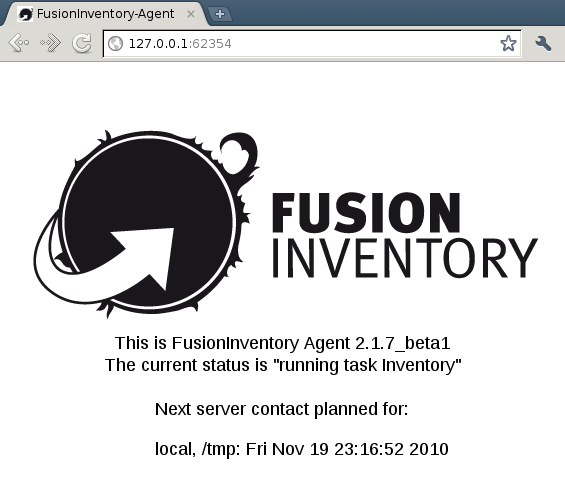 FusionInventory-Agent
127.0.0.1:62354
FUSION
INVENTORY
This is FusionInventory Agent 2.1.7_beta1
The current status is "running task Inventory"
Next server contact planned for:
local, /tmp: Fri Nov 19 23:16:52 2010